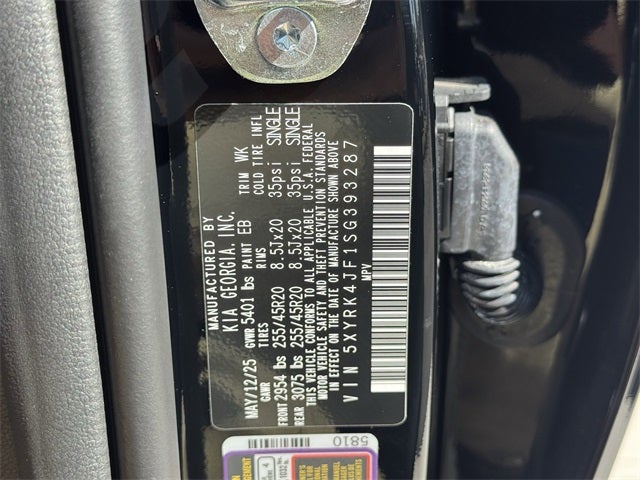 MANUFACTURED BY
KIA GEORGIA, INC.
MAY/12/25 GVWR 5401 lbs PAINT EB TRIM WK
GAWR TIRES RIMS COLD TIRE INFL
FRONT 2954 lbs 255/45R20 8.5Jx20 35psi SINGLE
REAR 3075 lbs 255/45R20 8.5Jx20 35psi SINGLE
THIS VEHICLE CONFORMS TO ALL APPLICABLE U.S.A. FEDERAL
MOTOR VEHICLE SAFETY AND THEFT PREVENTION STANDARDS
IN EFFECT ON THE DATE OF MANUFACTURE SHOWN ABOVE
VIN 5XYRK4JF1SG393287
MPV
5810